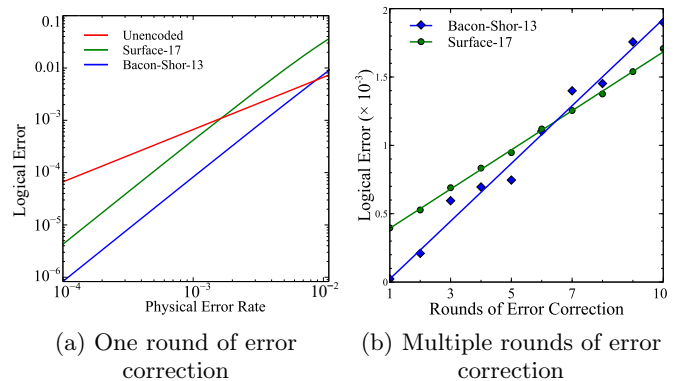 0.1
0.01
10⁻³
10⁻⁴
10⁻⁵
10⁻⁶
Logical Error
Unencoded
Surface-17
Bacon-Shor-13
10⁻⁴
10⁻³
10⁻²
Physical Error Rate
(a) One round of error
correction
2
1.5
1
0.5
0
Logical Error (× 10⁻³)
Bacon-Shor-13
Surface-17
1
3
5
7
10
Rounds of Error Correction
(b) Multiple rounds of error
correction